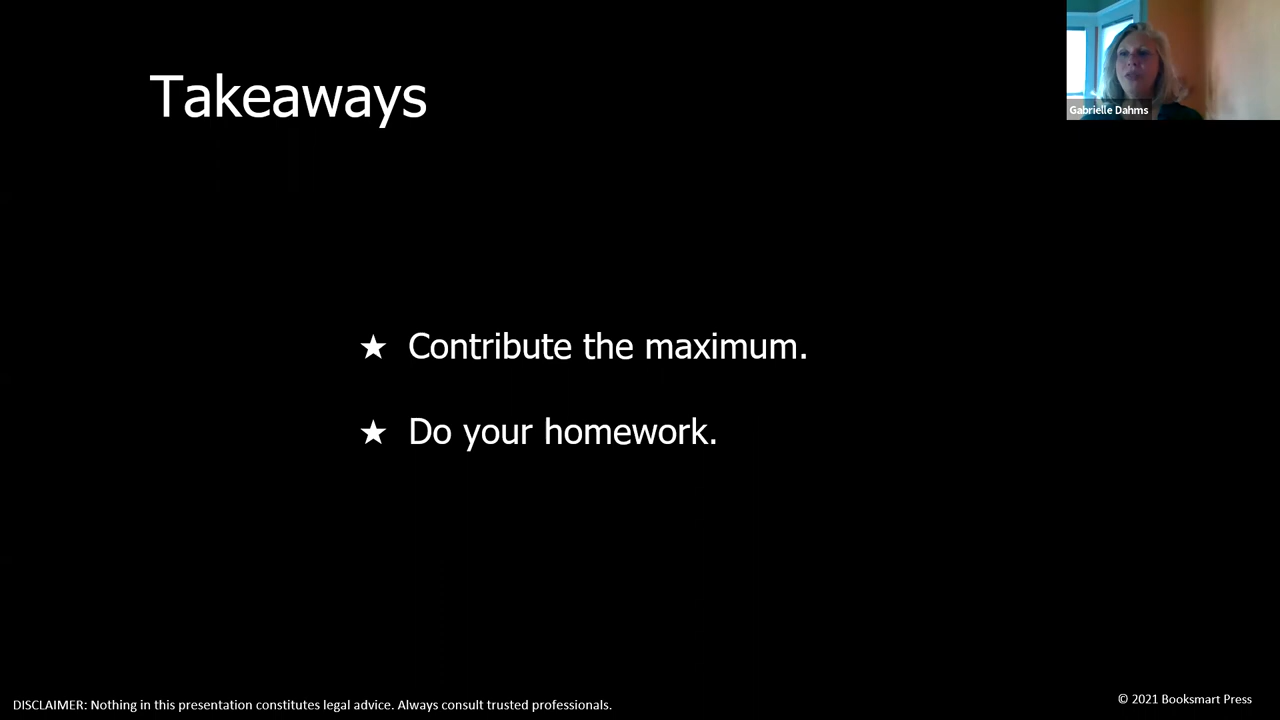 Takeaways
Gabrielle Dahms
★ Contribute the maximum.
★ Do your homework.
DISCLAIMER: Nothing in this presentation constitutes legal advice. Always consult trusted professionals.
© 2021 Booksmart Press